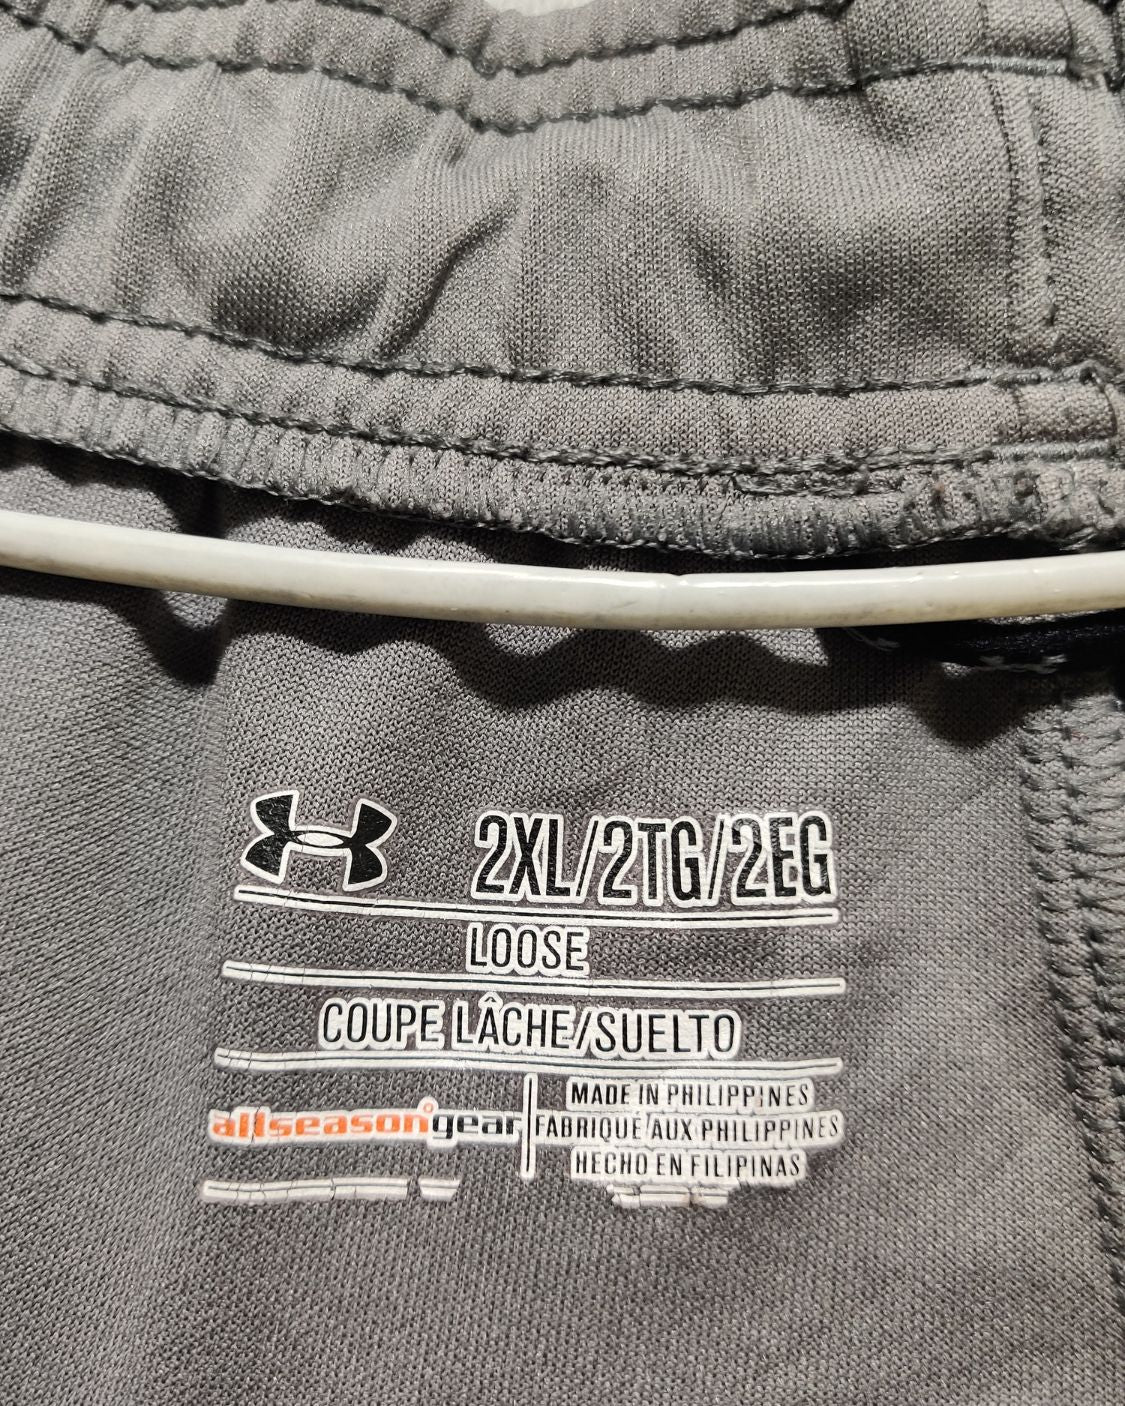 2XL/2TG/2EG
LOOSE
COUPE LÂCHE/SUELTO
allseasongear
MADE IN PHILIPPINES
FABRIQUÉ AUX PHILIPPINES
HECHO EN FILIPINAS